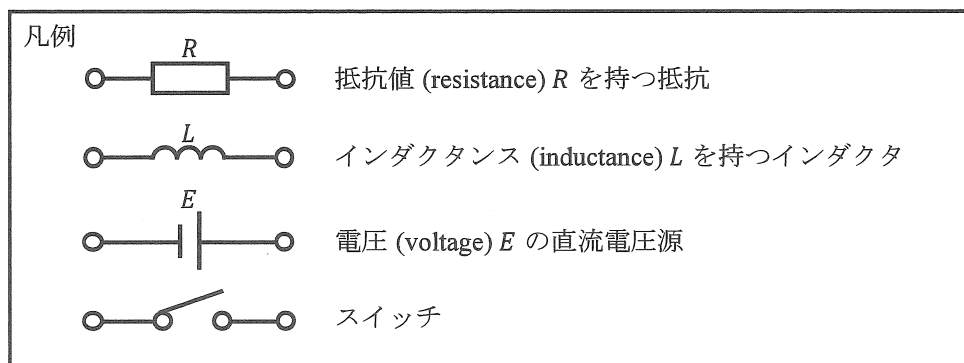 凡例
R
抵抗値 (resistance) R を持つ抵抗
L
インダクタンス (inductance) L を持つインダクタ
E
電圧 (voltage) E の直流電圧源
スイッチ